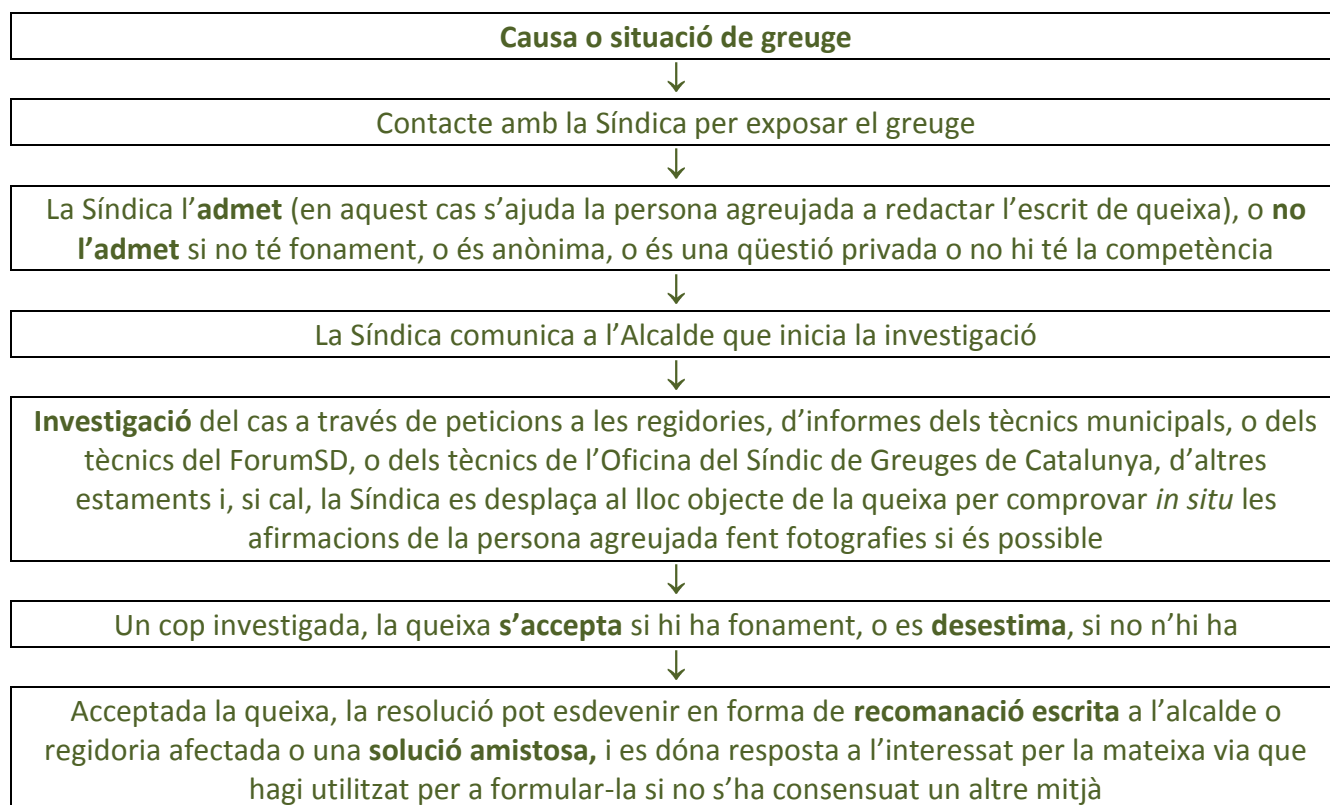 Causa o situació de greuge
↓
Contacte amb la Síndica per exposar el greuge
↓
La Síndica l’admet (en aquest cas s’ajuda la persona agreujada a redactar l’escrit de queixa), o no
l’admet si no té fonament, o és anònima, o és una qüestió privada o no hi té la competència
↓
La Síndica comunica a l’Alcalde que inicia la investigació
↓
Investigació del cas a través de peticions a les regidories, d’informes dels tècnics municipals, o dels
tècnics del ForumSD, o dels tècnics de l’Oficina del Síndic de Greuges de Catalunya, d’altres
estaments i, si cal, la Síndica es desplaça al lloc objecte de la queixa per comprovar in situ les
afirmacions de la persona agreujada fent fotografies si és possible
↓
Un cop investigada, la queixa s’accepta si hi ha fonament, o es desestima, si no n’hi ha
↓
Acceptada la queixa, la resolució pot esdevenir en forma de recomanació escrita a l’alcalde o
regidoria afectada o una solució amistosa, i es dóna resposta a l’interessat per la mateixa via que
hagi utilitzat per a formular-la si no s’ha consensuat un altre mitjà